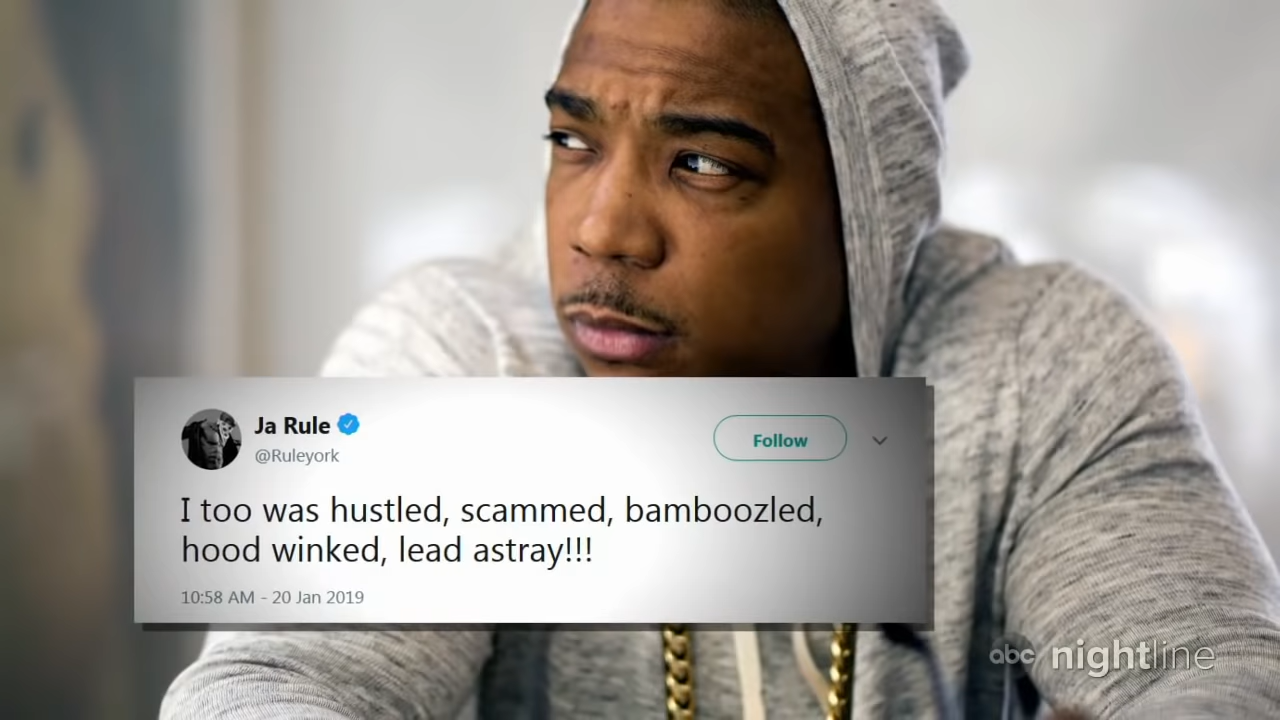 Ja Rule
@Ruleyork
Follow
I too was hustled, scammed, bamboozled,
hood winked, lead astray!!!
10:58 AM - 20 Jan 2019
abc nightline